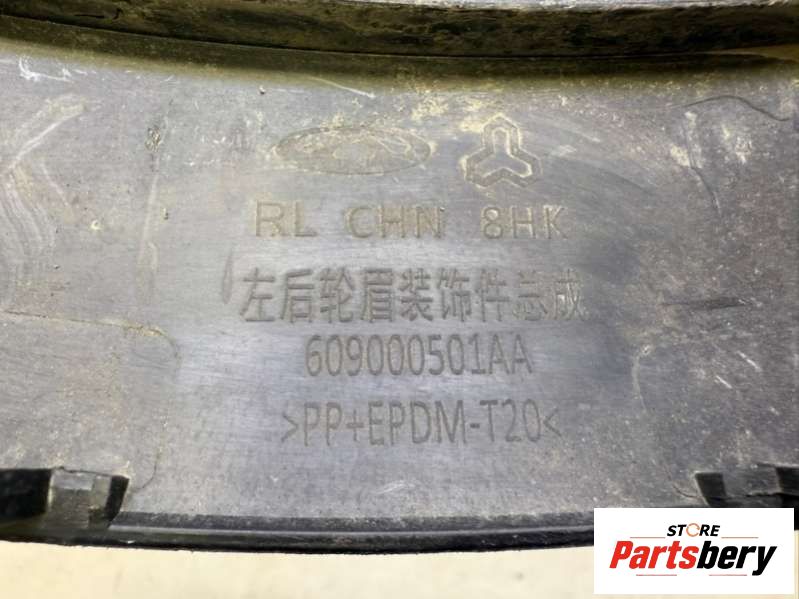 RL CHN 8HK
左后轮眉装饰件总成
609000501AA
>PP+EPDM-T20<
STORE
Partsbery